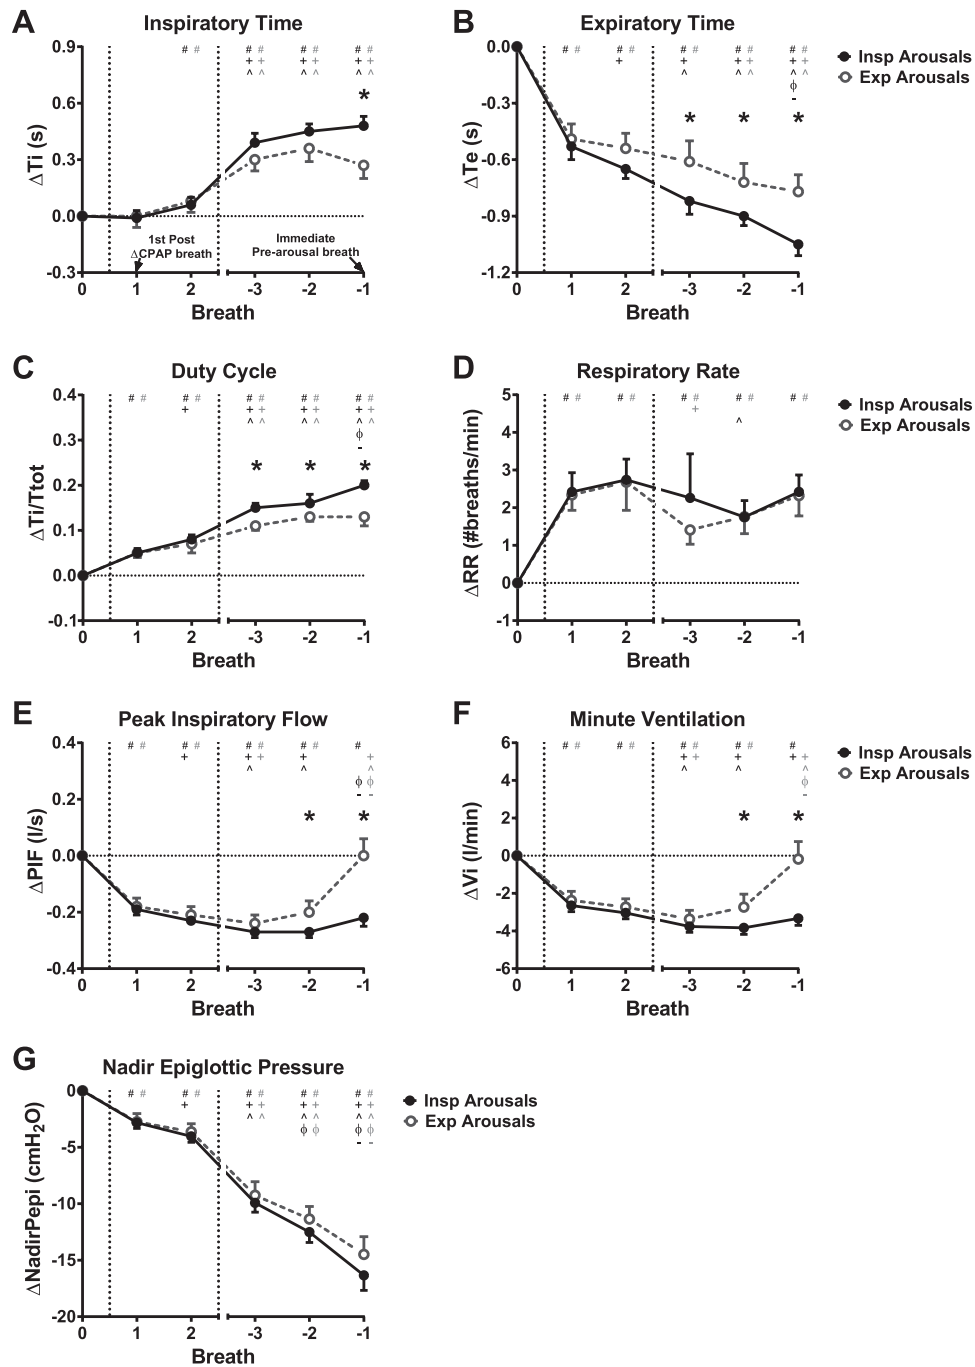 A
Inspiratory Time
ΔTi (s)
0.9
0.6
0.3
0.0
-0.3
# #
# # # # # #
+ + + + + +
^ ^ ^ ^ ^ ^
*
1st Post
ΔCPAP breath
Immediate
Pre-arousal breath
0 1 2 -3 -2 -1
Breath
B
Expiratory Time
ΔTe (s)
0.0
-0.3
-0.6
-0.9
-1.2
# # # # # # # # # #
+ + + + + +
^ ^ ^ ^ ^
ϕ
-
* * *
0 1 2 -3 -2 -1
Breath
Insp Arousals
Exp Arousals
C
Duty Cycle
ΔTi/Ttot
0.4
0.3
0.2
0.1
0.0
-0.1
# # # # # # # # # #
+ + + + + + +
^ ^ ^ ^ ^ ^
ϕ
-
* * *
0 1 2 -3 -2 -1
Breath
D
Respiratory Rate
ΔRR (#breaths/min)
5
4
3
2
1
0
-1
# # # # # # # # # #
+
^
0 1 2 -3 -2 -1
Breath
Insp Arousals
Exp Arousals
E
Peak Inspiratory Flow
ΔPIF (l/s)
0.4
0.2
0.0
-0.2
-0.4
# # # # # # # # #
+ + + + +
^ ^ ^
ϕ ϕ
- -
* *
0 1 2 -3 -2 -1
Breath
F
Minute Ventilation
ΔVi (l/min)
6
4
2
0
-2
-4
-6
# # # # # # # # #
+ + + + +
^ ^ ^
ϕ
-
* *
0 1 2 -3 -2 -1
Breath
Insp Arousals
Exp Arousals
G
Nadir Epiglottic Pressure
ΔNadirPepi (cmH₂O)
0
-5
-10
-15
-20
# # # # # # # # # #
+ + + + + + +
^ ^ ^ ^ ^ ^
ϕ ϕ ϕ ϕ
- -
0 1 2 -3 -2 -1
Breath
Insp Arousals
Exp Arousals